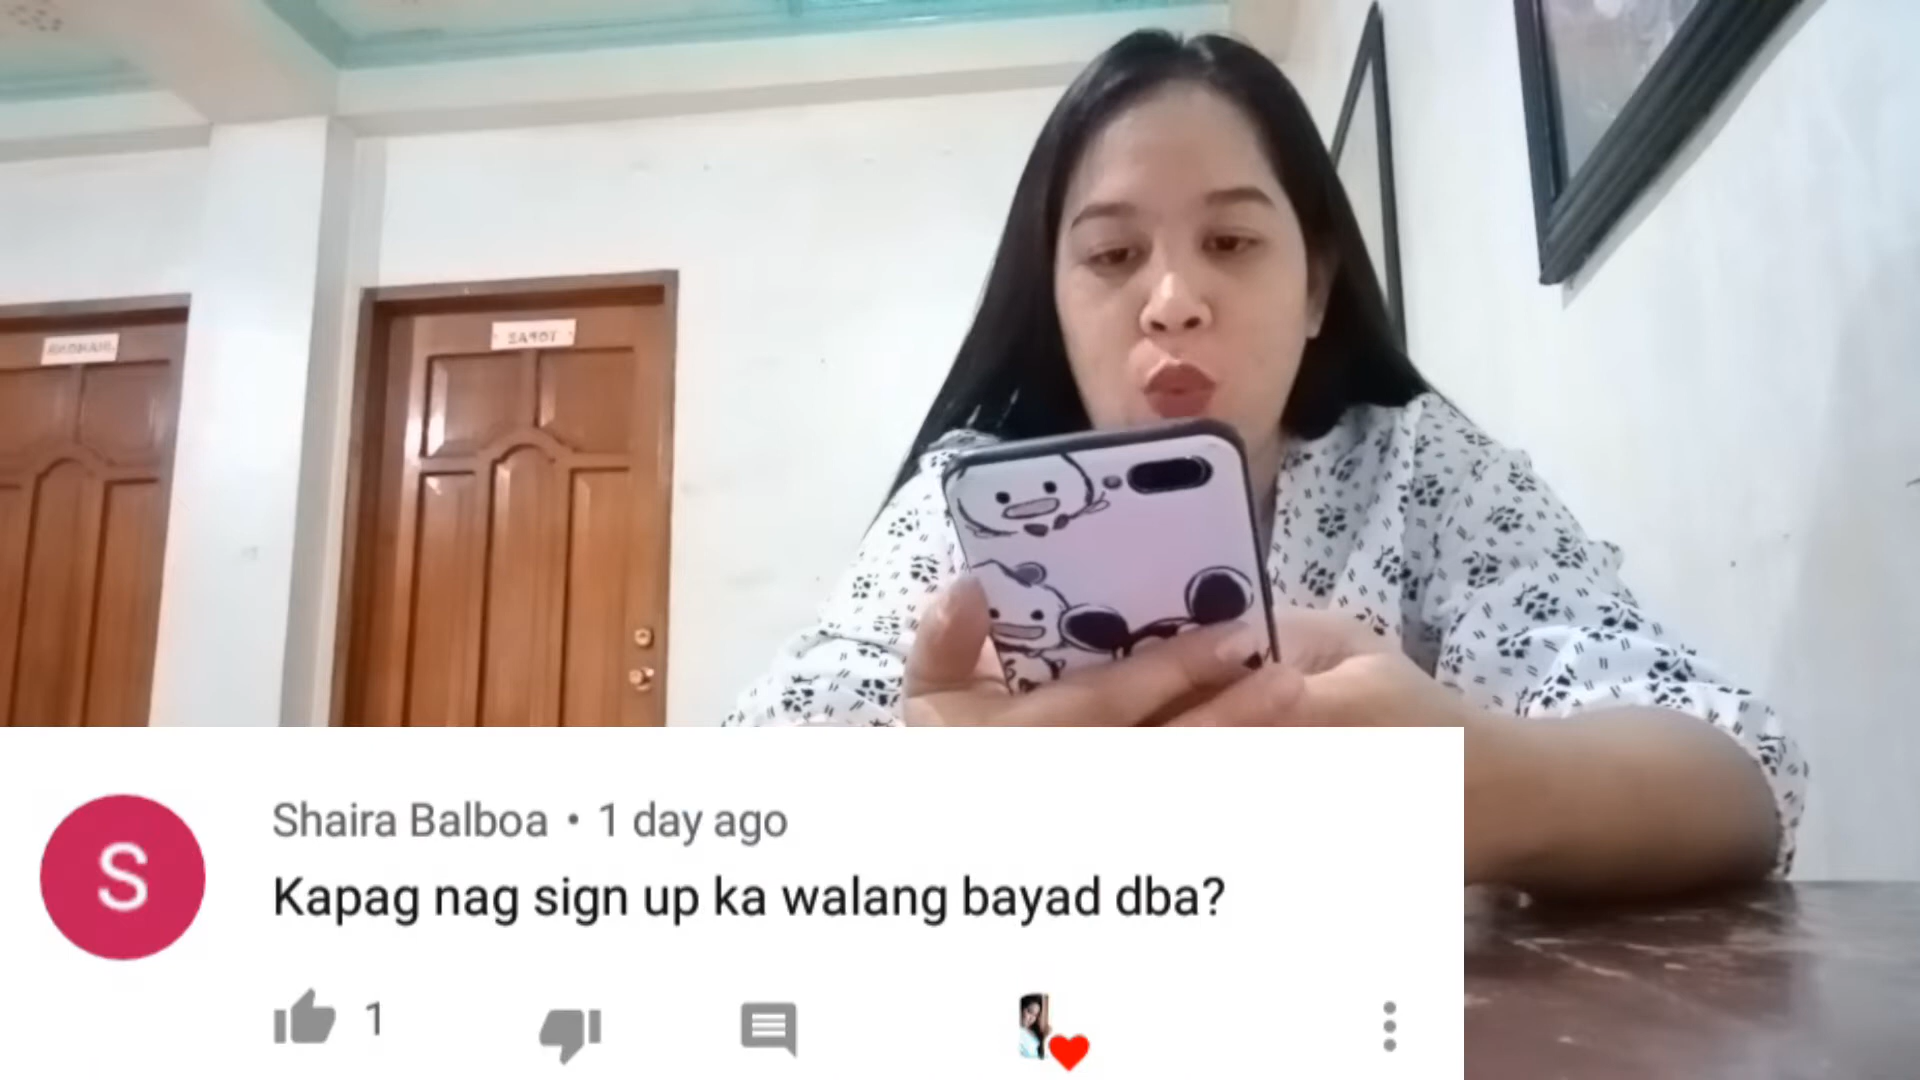 Shaira Balboa • 1 day ago
Kapag nag sign up ka walang bayad dba?
1